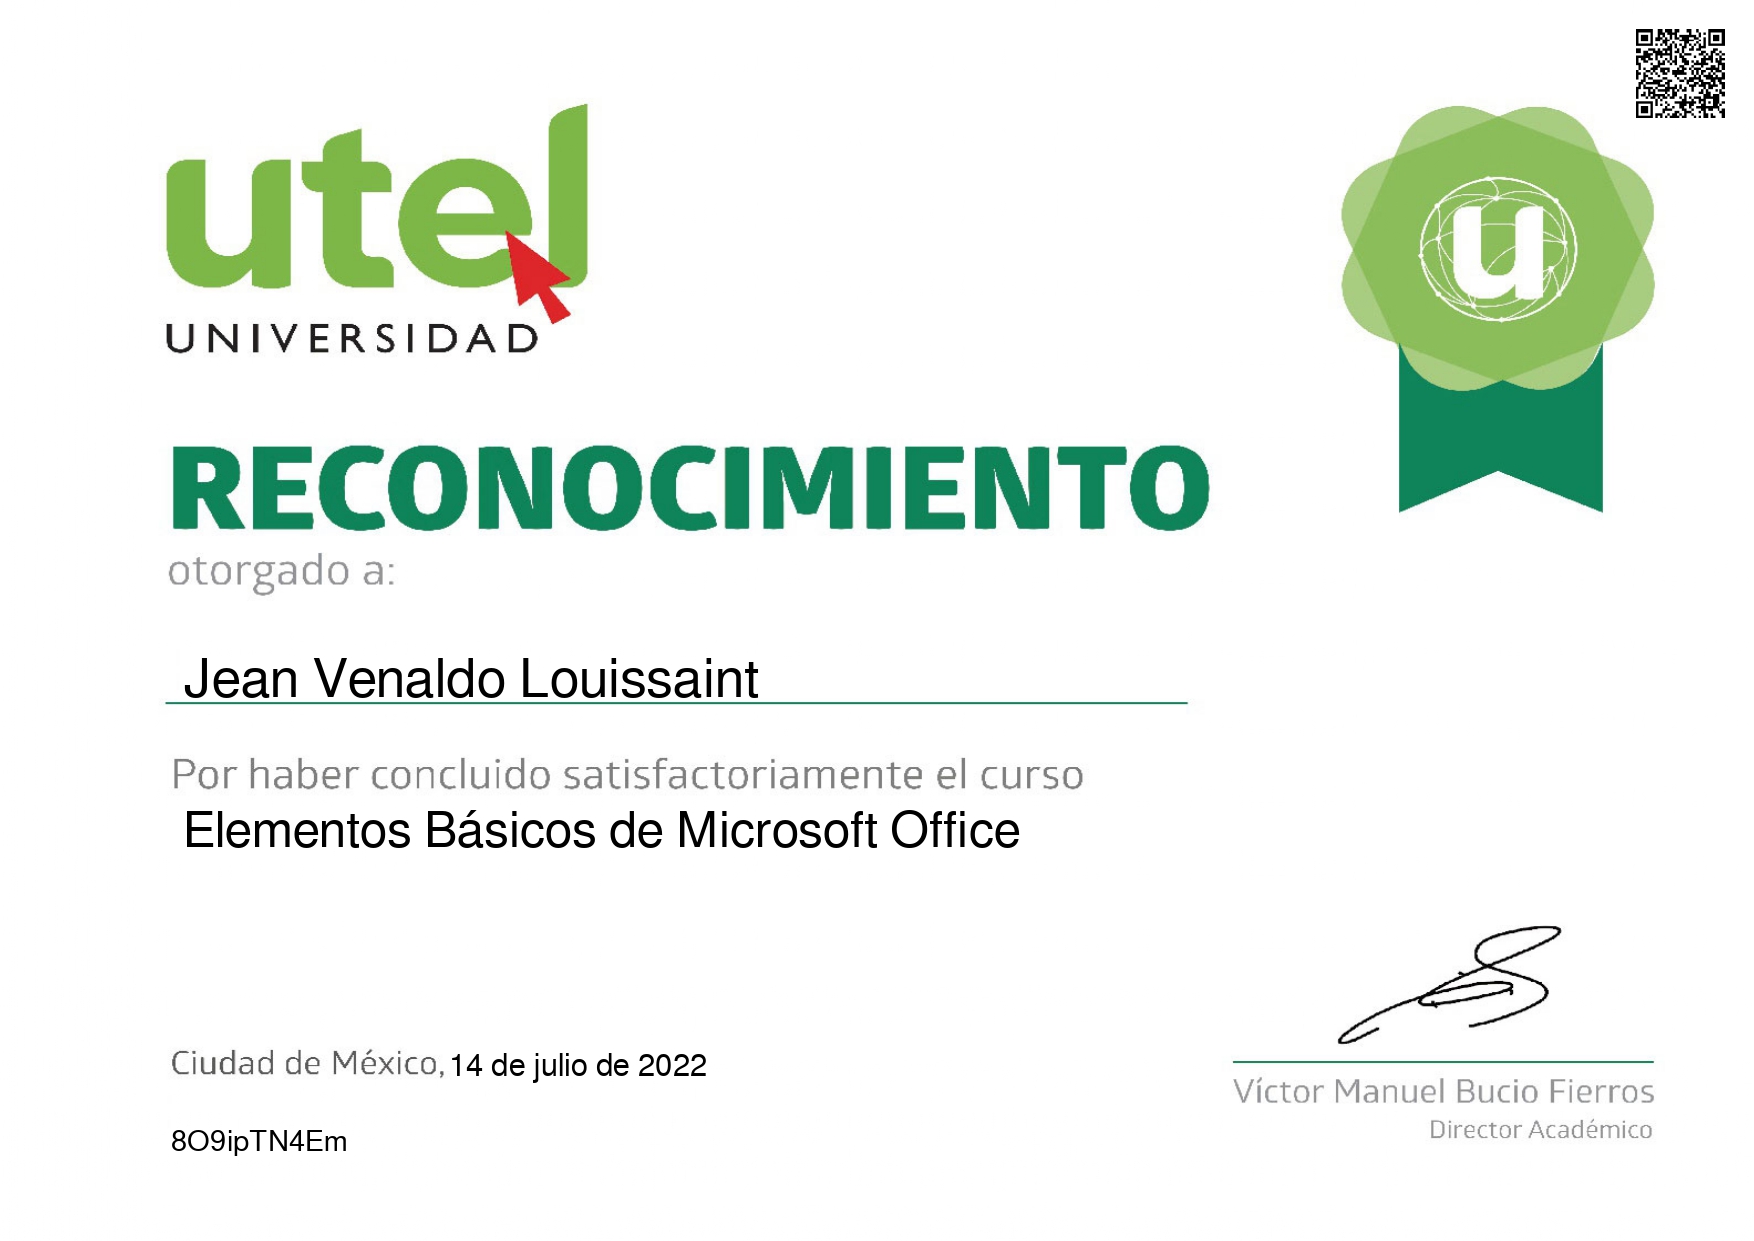 utel
UNIVERSIDAD
u
RECONOCIMIENTO
otorgado a:
Jean Venaldo Louissaint
Por haber concluido satisfactoriamente el curso
Elementos Básicos de Microsoft Office
Ciudad de México, 14 de julio de 2022
Víctor Manuel Bucio Fierros
Director Académico
8O9ipTN4Em